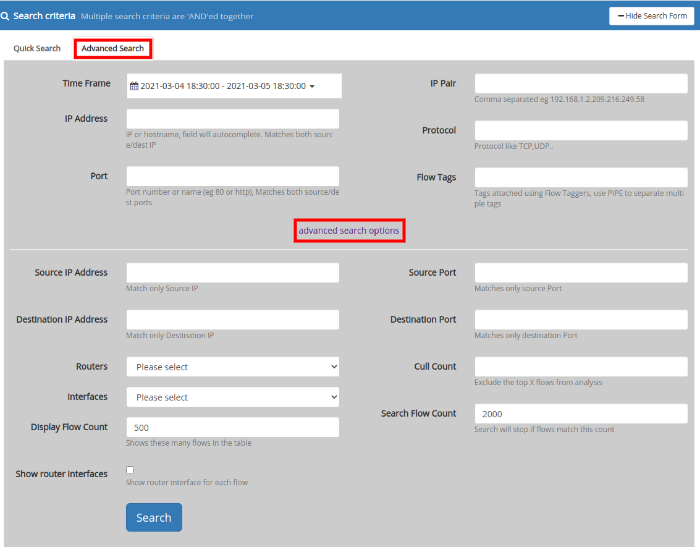 Search criteria Multiple search criteria are 'AND'ed together
Hide Search Form
Quick Search Advanced Search
Time Frame 2021-03-04 18:30:00 - 2021-03-05 18:30:00
IP Pair
Comma separated eg 192.168.1.2,209.216.249.58
IP Address
IP or hostname, field will autocomplete. Matches both sourc
e/dest IP
Protocol
Protocol like TCP,UDP..
Port
Port number or name (eg 80 or http), Matches both source/de
st ports
Flow Tags
Tags attached using Flow Taggers, use PIPE to separate multi
ple tags
advanced search options
Source IP Address
Match only Source IP
Source Port
Matches only source Port
Destination IP Address
Match only Destination IP
Destination Port
Matches only destination Port
Routers Please select
Cull Count
Exclude the top X flows from analysis
Interfaces Please select
Search Flow Count 2000
Search will stop if flows match this count
Display Flow Count 500
Shows these many flows in the table
Show router Interfaces
Show router interface for each flow
Search